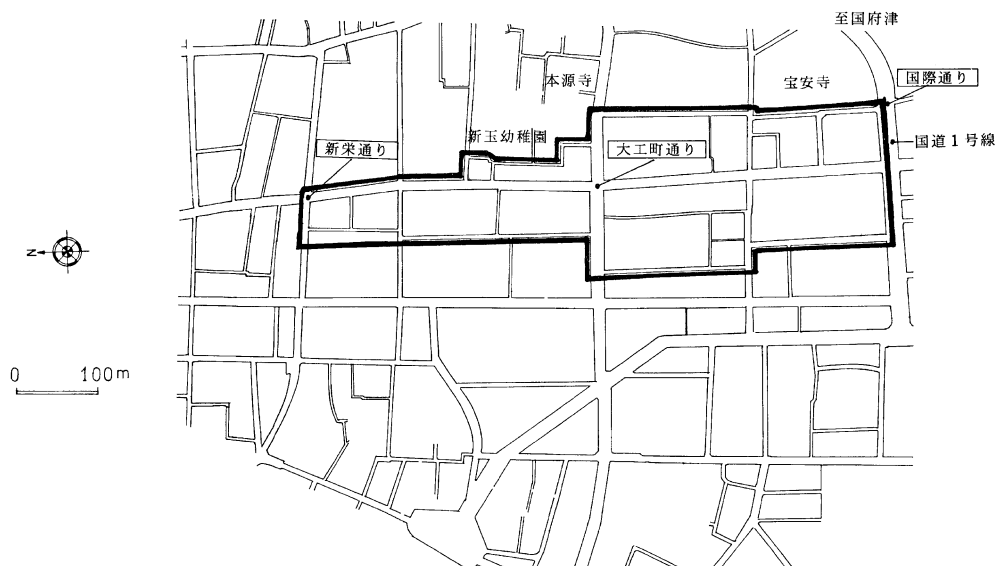 至国府津
本源寺
宝安寺
国際通り
新玉幼稚園
国道1号線
新栄通り
大工町通り
N
0 100m